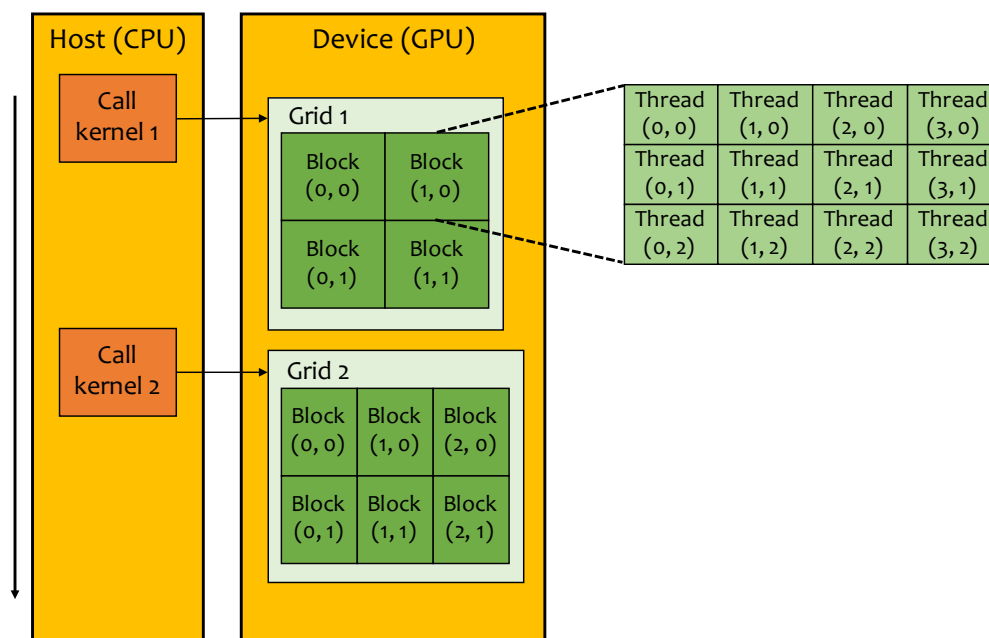 Host (CPU)
Device (GPU)
Call
kernel 1
Grid 1
Block
(0, 0)
Block
(1, 0)
Block
(0, 1)
Block
(1, 1)
Thread
(0, 0)
Thread
(1, 0)
Thread
(2, 0)
Thread
(3, 0)
Thread
(0, 1)
Thread
(1, 1)
Thread
(2, 1)
Thread
(3, 1)
Thread
(0, 2)
Thread
(1, 2)
Thread
(2, 2)
Thread
(3, 2)
Call
kernel 2
Grid 2
Block
(0, 0)
Block
(1, 0)
Block
(2, 0)
Block
(0, 1)
Block
(1, 1)
Block
(2, 1)